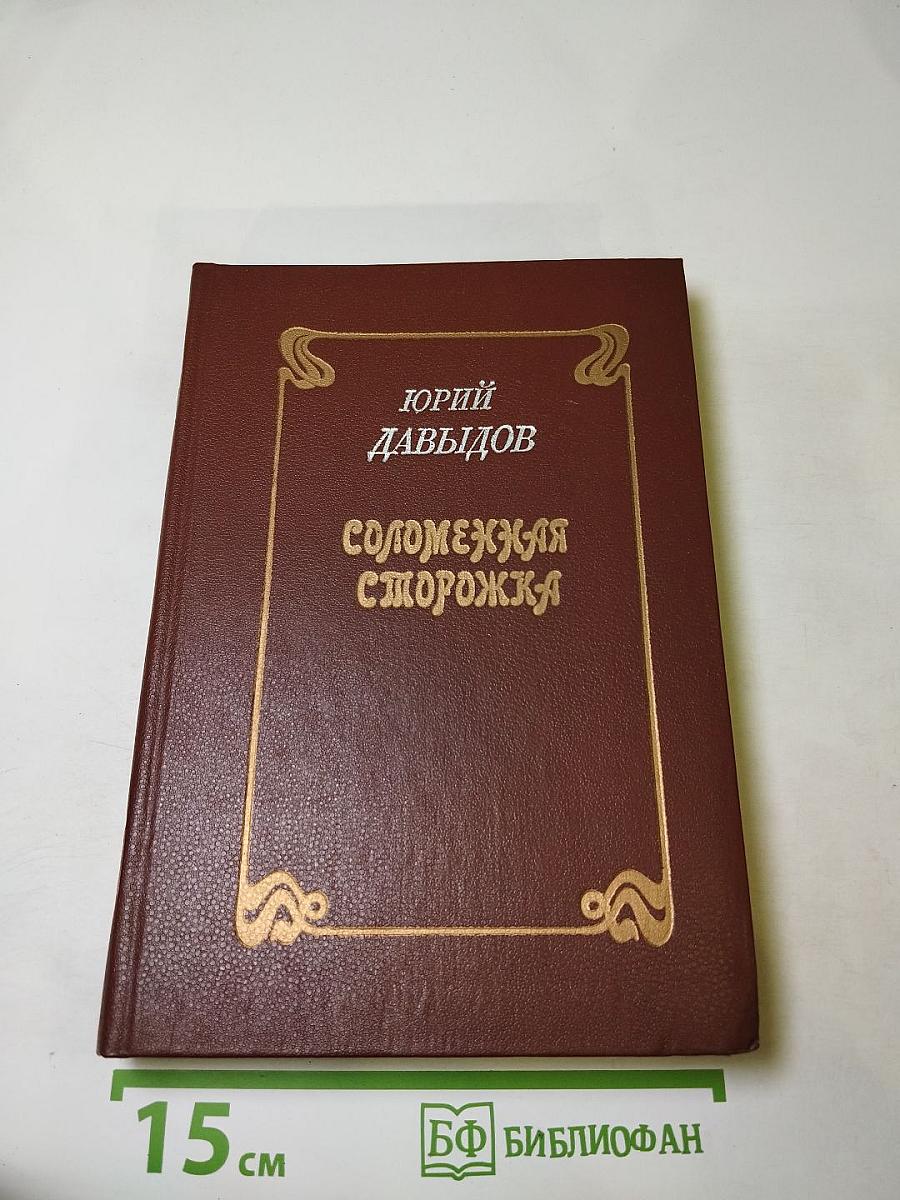 ЮРИЙ
ДАВЫДОВ
СОЛОМЕННАЯ
СТОРОЖКА
15 см
БФ БИБЛИОФАН